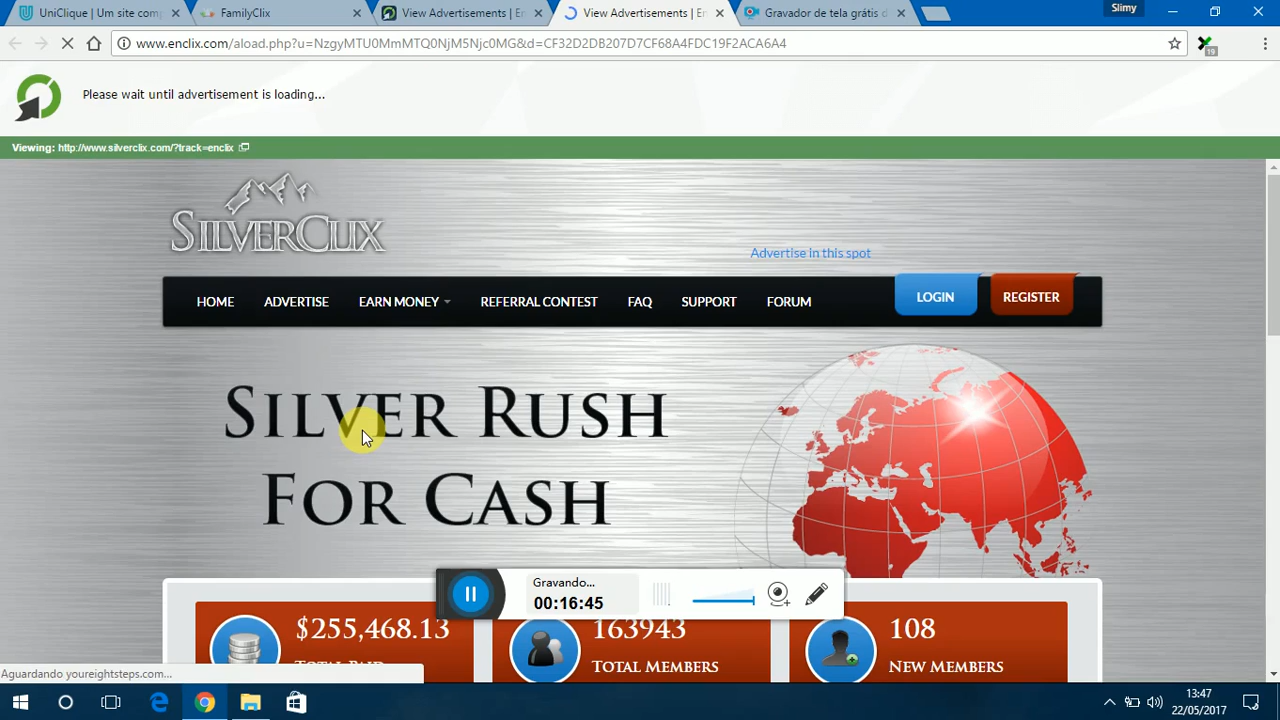 UniClique | Um site comp
FamilyClix
View Advertisements | En
View Advertisements | En
Gravador de tela grátis d
Slimy
www.enclix.com/aload.php?u=NzgyMTU0MmMTQ0NjM5Njc0MG&d=CF32D2DB207D7CF68A4FDC19F2ACA6A4
19
Please wait until advertisement is loading...
Viewing: http://www.silverclix.com/?track=enclix
SILVERCLIX
Advertise in this spot
HOME ADVERTISE EARN MONEY REFERRAL CONTEST FAQ SUPPORT FORUM LOGIN REGISTER
SILVER RUSH
FOR CASH
Gravando...
00:16:45
$255,468.13 163943 108
TOTAL PAID TOTAL MEMBERS NEW MEMBERS
Aguardando youreightsteps.com...
13:47
22/05/2017